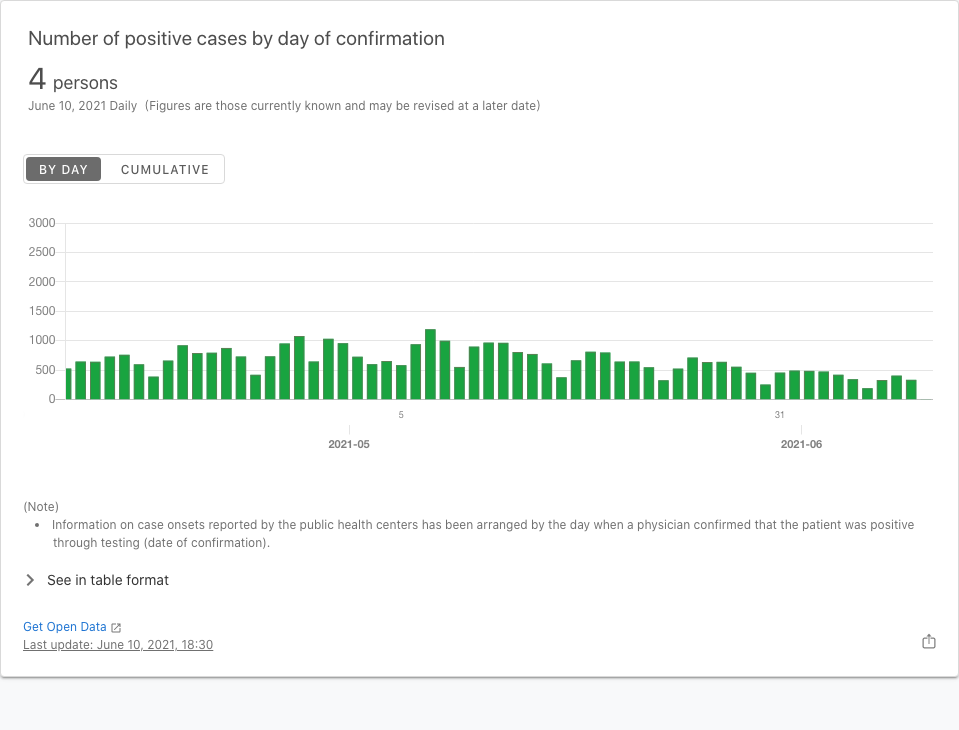 Number of positive cases by day of confirmation
4 persons
June 10, 2021 Daily (Figures are those currently known and may be revised at a later date)
BY DAY CUMULATIVE
3000
2500
2000
1500
1000
500
0
5 31
2021-05 2021-06
(Note)
• Information on case onsets reported by the public health centers has been arranged by the day when a physician confirmed that the patient was positive
through testing (date of confirmation).
See in table format
Get Open Data
Last update: June 10, 2021, 18:30